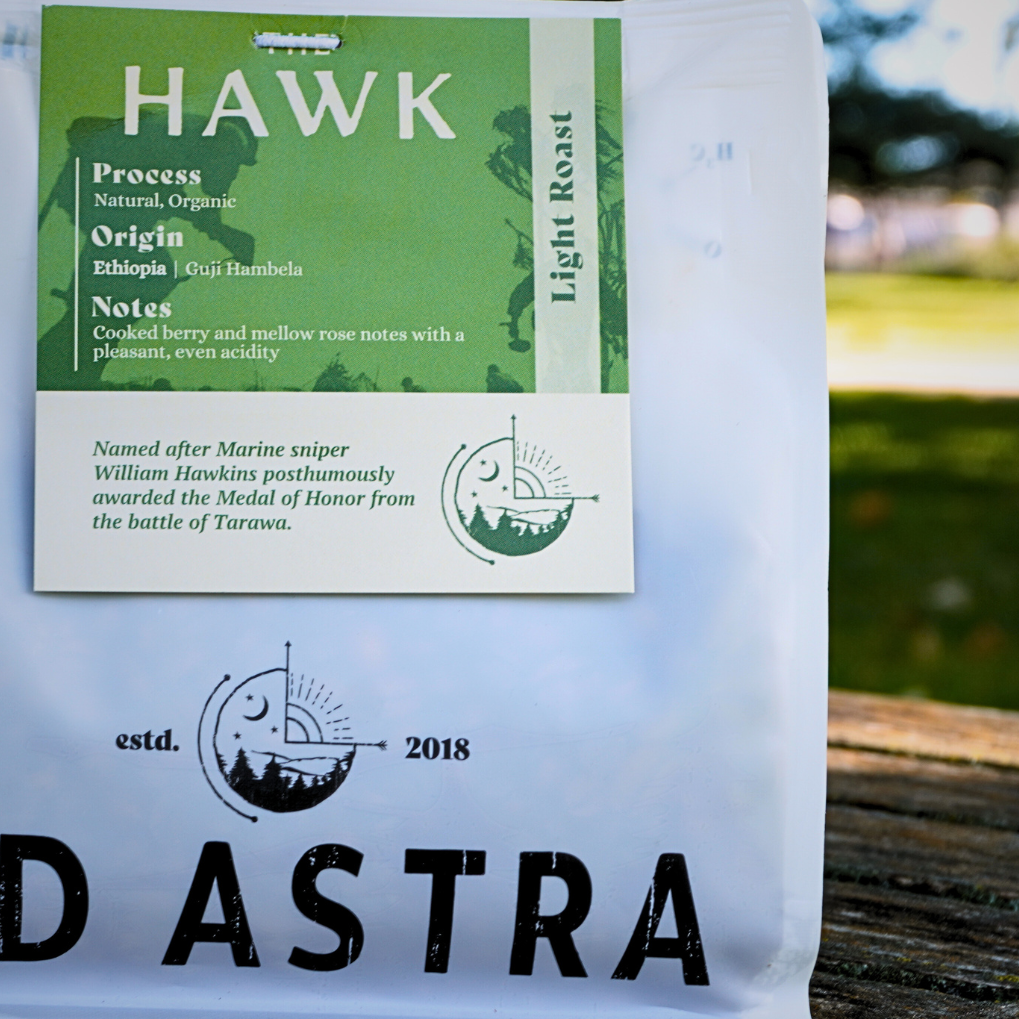 THE
HAWK
Process
Natural, Organic
Origin
Ethiopia | Guji Hambela
Notes
Cooked berry and mellow rose notes with a
pleasant, even acidity
Light Roast
Named after Marine sniper
William Hawkins posthumously
awarded the Medal of Honor from
the battle of Tarawa.
estd. 2018
D ASTRA